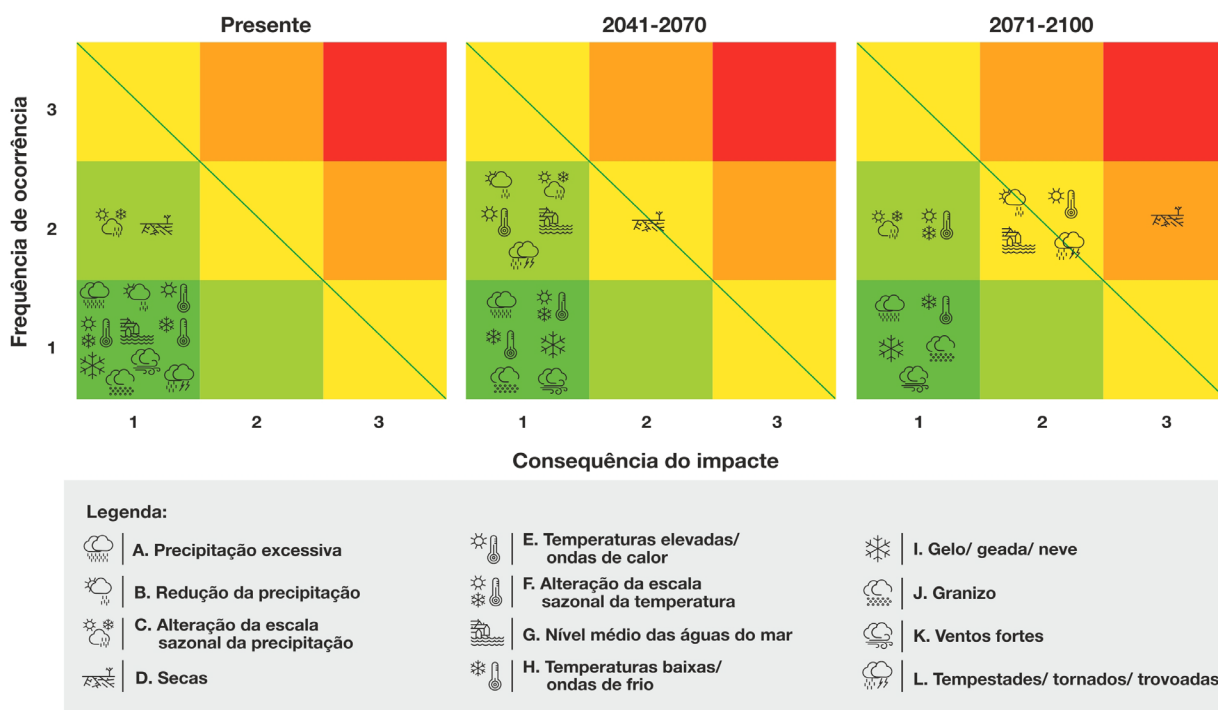 Presente
2041-2070
2071-2100
Frequência de ocorrência
3
2
1
1
2
3
1
2
3
1
2
3
Consequência do impacte
Legenda:
A. Precipitação excessiva
B. Redução da precipitação
C. Alteração da escala
sazonal da precipitação
D. Secas
E. Temperaturas elevadas/
ondas de calor
F. Alteração da escala
sazonal da temperatura
G. Nível médio das águas do mar
H. Temperaturas baixas/
ondas de frio
I. Gelo/ geada/ neve
J. Granizo
K. Ventos fortes
L. Tempestades/ tornados/ trovoadas